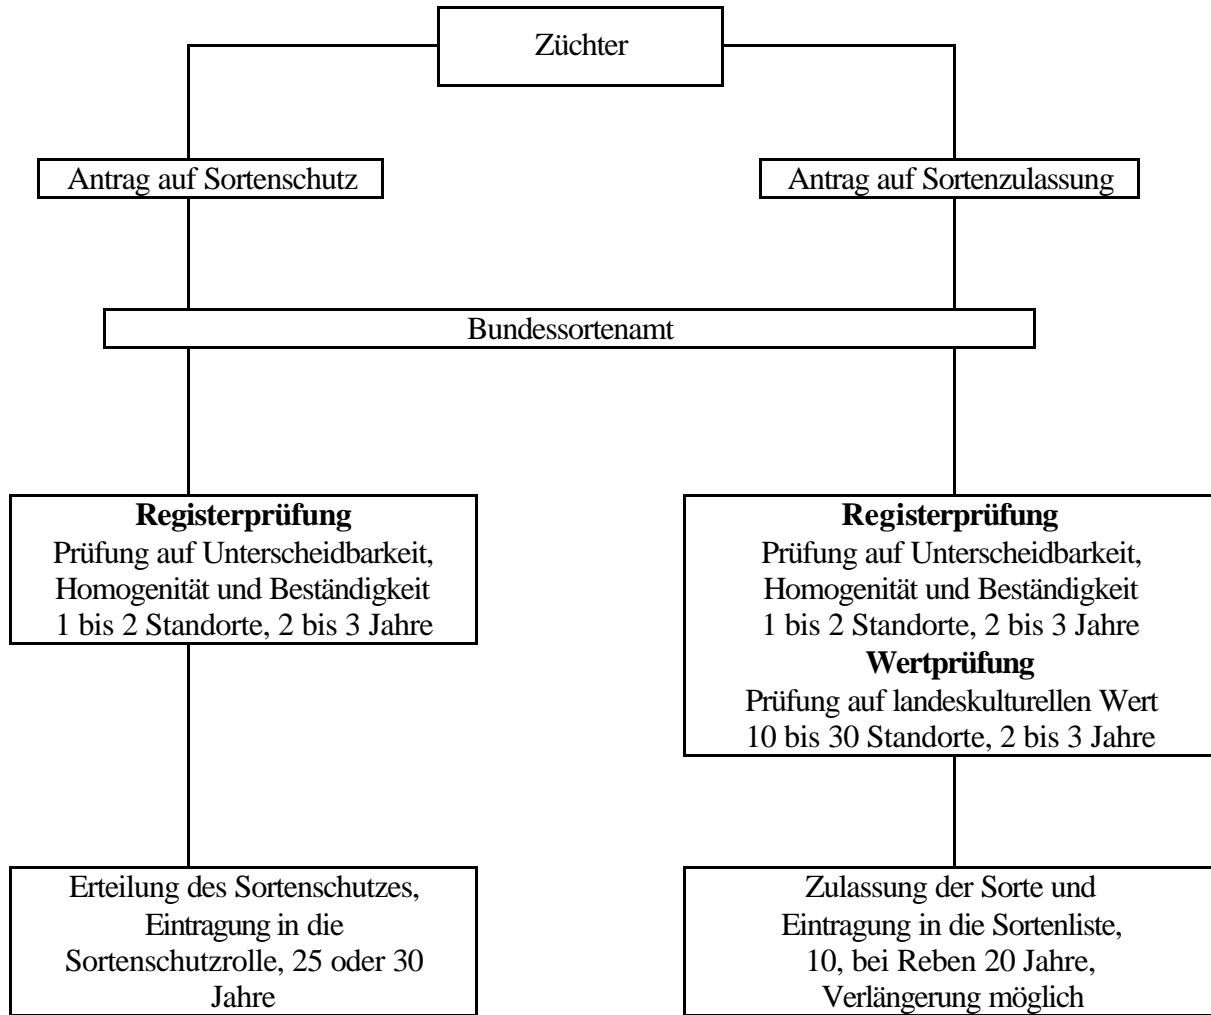 Züchter
Antrag auf Sortenschutz
Antrag auf Sortenzulassung
Bundessortenamt
Registerprüfung
Prüfung auf Unterscheidbarkeit,
Homogenität und Beständigkeit
1 bis 2 Standorte, 2 bis 3 Jahre
Registerprüfung
Prüfung auf Unterscheidbarkeit,
Homogenität und Beständigkeit
1 bis 2 Standorte, 2 bis 3 Jahre
Wertprüfung
Prüfung auf landeskulturellen Wert
10 bis 30 Standorte, 2 bis 3 Jahre
Erteilung des Sortenschutzes,
Eintragung in die
Sortenschutzrolle, 25 oder 30
Jahre
Zulassung der Sorte und
Eintragung in die Sortenliste,
10, bei Reben 20 Jahre,
Verlängerung möglich